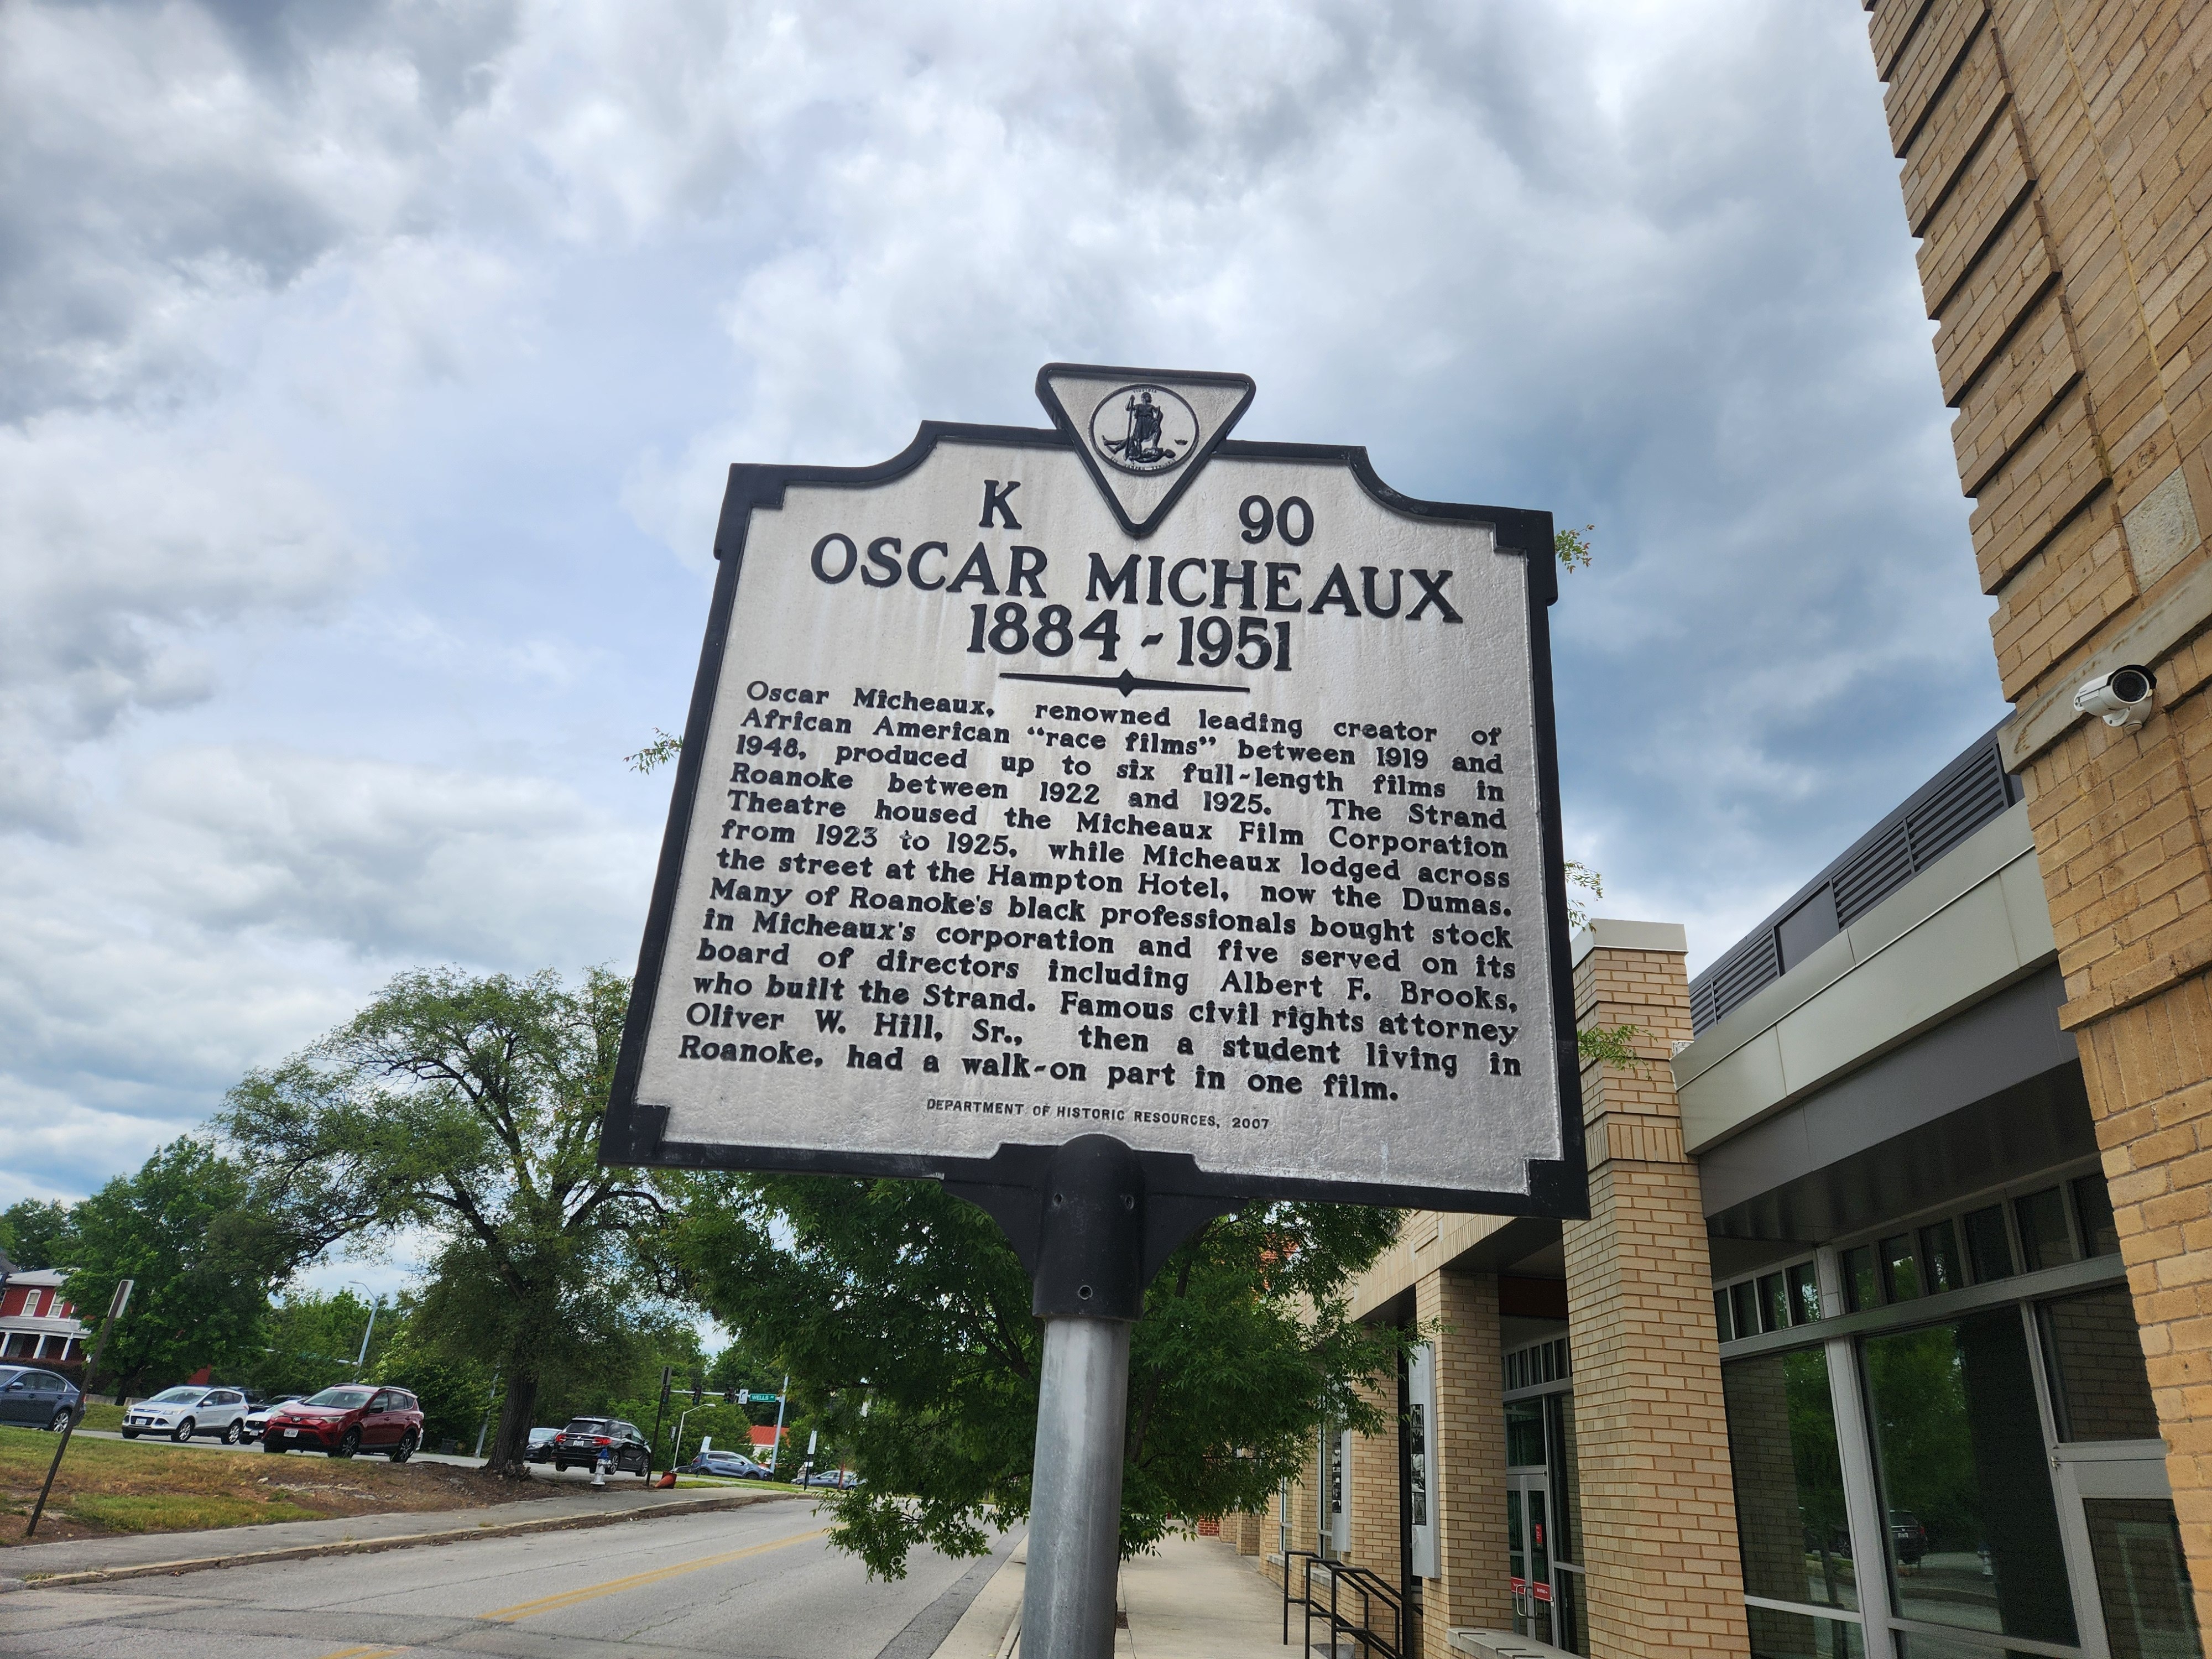 K 90
OSCAR MICHEAUX
1884-1951
Oscar Micheaux, renowned leading creator of
African American “race films” between 1919 and
1948, produced up to six full-length films in
Roanoke between 1922 and 1925. The Strand
Theatre housed the Micheaux Film Corporation
from 1923 to 1925, while Micheaux lodged across
the street at the Hampton Hotel, now the Dumas.
Many of Roanoke's black professionals bought stock
in Micheaux's corporation and five served on its
board of directors including Albert F. Brooks,
who built the Strand. Famous civil rights attorney
Oliver W. Hill, Sr., then a student living in
Roanoke, had a walk-on part in one film.
DEPARTMENT OF HISTORIC RESOURCES, 2007
WELLS